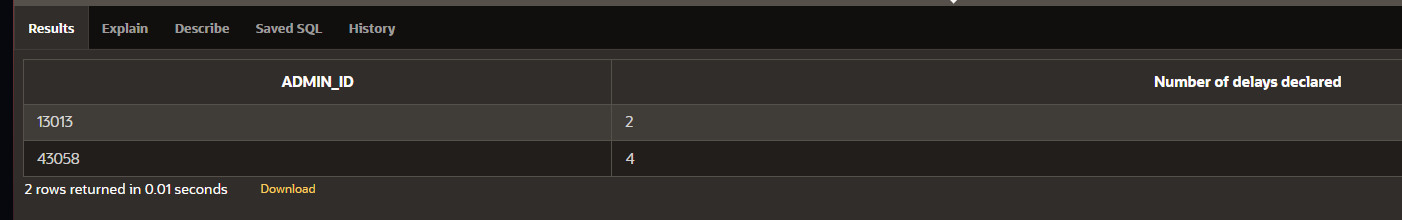 Results Explain Describe Saved SQL History
ADMIN_ID Number of delays declared
13013 2
43058 4
2 rows returned in 0.01 seconds Download